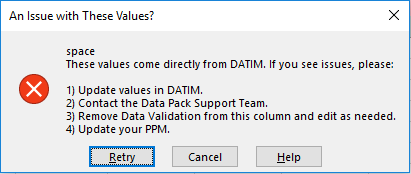 An Issue with These Values?
space
These values come directly from DATIM. If you see issues, please:
1) Update values in DATIM.
2) Contact the Data Pack Support Team.
3) Remove Data Validation from this column and edit as needed.
4) Update your PPM.
Retry Cancel Help